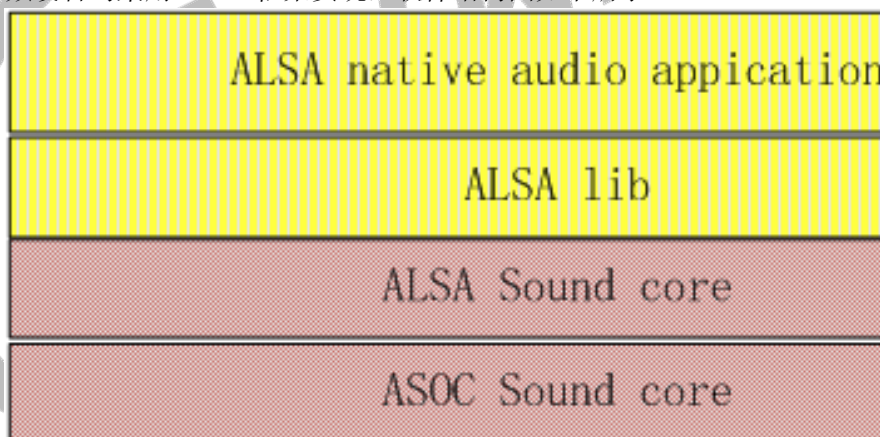 ALSA native audio appication
ALSA lib
ALSA Sound core
ASOC Sound core